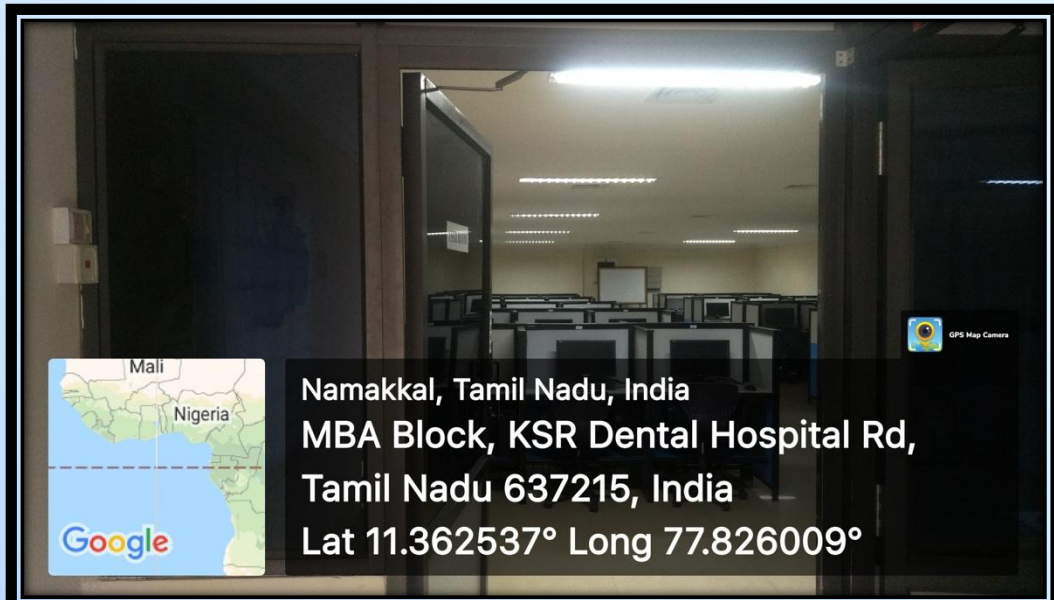 GPS Map Camera
Mali
Nigeria
Google
Namakkal, Tamil Nadu, India
MBA Block, KSR Dental Hospital Rd,
Tamil Nadu 637215, India
Lat 11.362537° Long 77.826009°